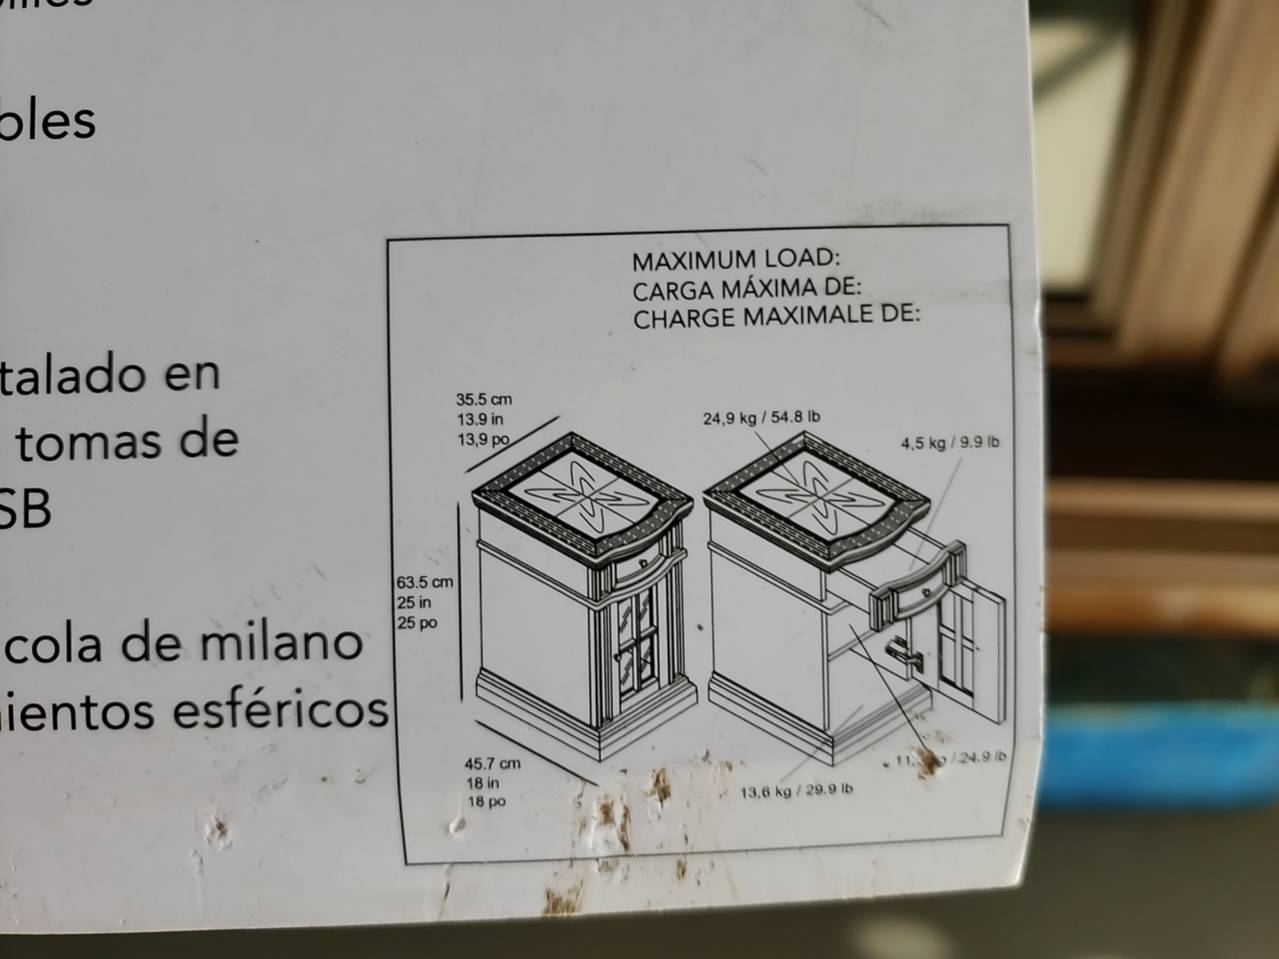 bles
talado en
tomas de
SB
cola de milano
ientos esféricos
MAXIMUM LOAD:
CARGA MÁXIMA DE:
CHARGE MAXIMALE DE:
35.5 cm
13.9 in
13,9 po
24,9 kg / 54.8 lb
4,5 kg / 9.9 lb
63.5 cm
25 in
25 po
45.7 cm
18 in
18 po
13,6 kg / 29.9 lb
/ 24.9 lb